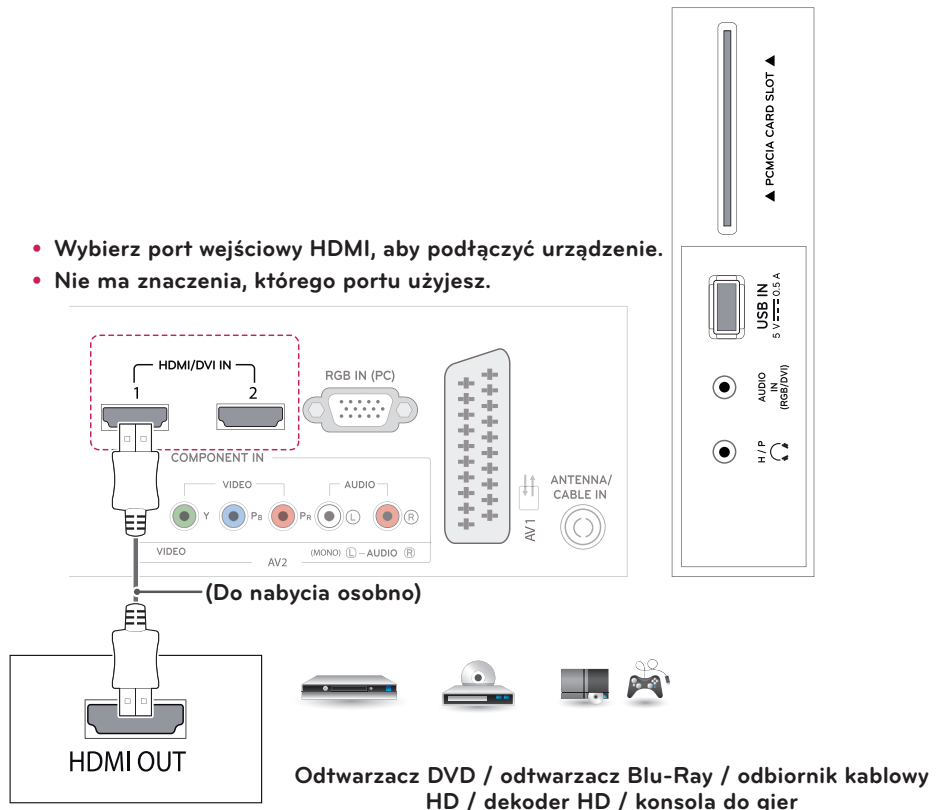 ▲ PCMCIA CARD SLOT ▲
• Wybierz port wejściowy HDMI, aby podłączyć urządzenie.
• Nie ma znaczenia, którego portu użyjesz.
USB IN
5 V 0.5 A
AUDIO
IN
(RGB/DVI)
H / P
HDMI/DVI IN
1 2
RGB IN (PC)
COMPONENT IN
VIDEO AUDIO
Y PB PR L R
VIDEO (MONO) L – AUDIO R
AV2
AV1
ANTENNA/
CABLE IN
(Do nabycia osobno)
HDMI OUT
Odtwarzacz DVD / odtwarzacz Blu-Ray / odbiornik kablowy
HD / dekoder HD / konsola do gier